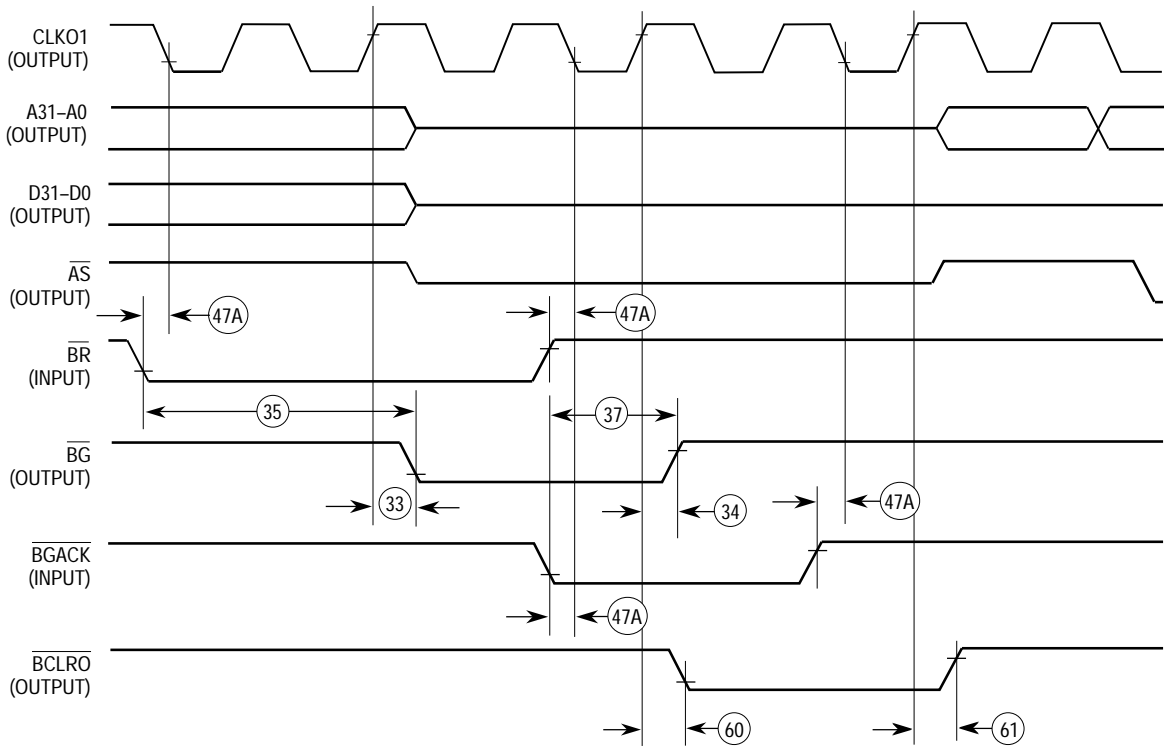 CLKO1
(OUTPUT)
A31–A0
(OUTPUT)
D31–D0
(OUTPUT)
AS
(OUTPUT)
47A
47A
BR
(INPUT)
35
37
BG
(OUTPUT)
33
34
47A
BGACK
(INPUT)
47A
BCLRO
(OUTPUT)
60
61